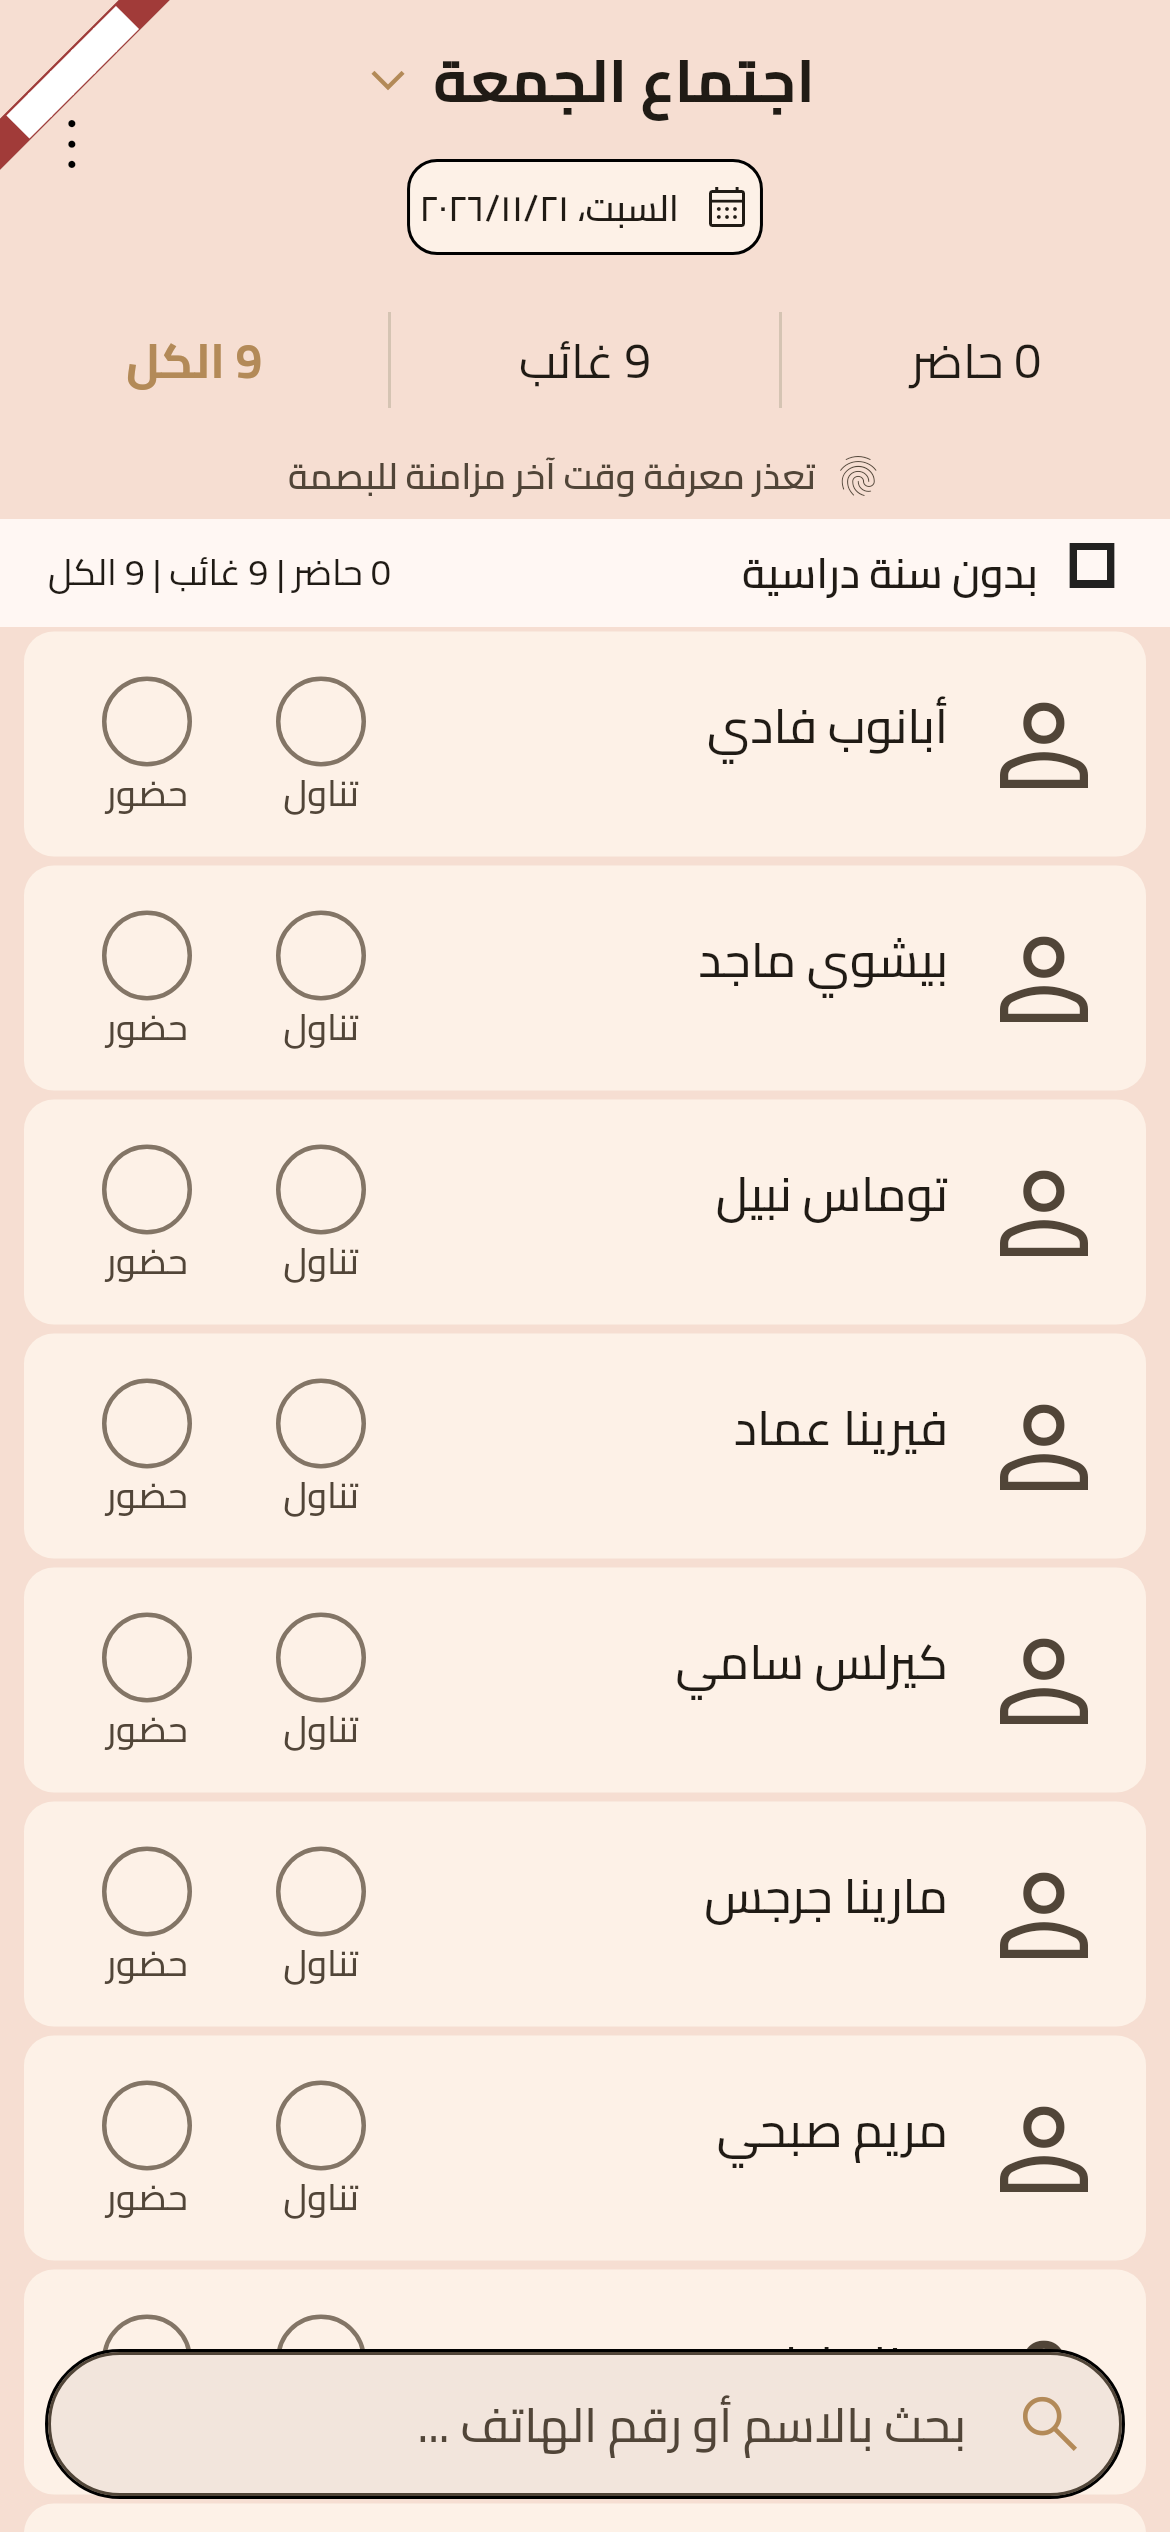 اجتماع الجمعة
السبت، ٢٠٢٦/١١/٢١
0 حاضر
9 غائب
9 الكل
تعذر معرفة وقت آخر مزامنة للبصمة
بدون سنة دراسية
0 حاضر | 9 غائب | 9 الكل
أبانوب فادي
تناول
حضور
بيشوي ماجد
تناول
حضور
توماس نبيل
تناول
حضور
فيرينا عماد
تناول
حضور
كيرلس سامي
تناول
حضور
مارينا جرجس
تناول
حضور
مريم صبحي
تناول
حضور
بحث بالاسم أو رقم الهاتف ...